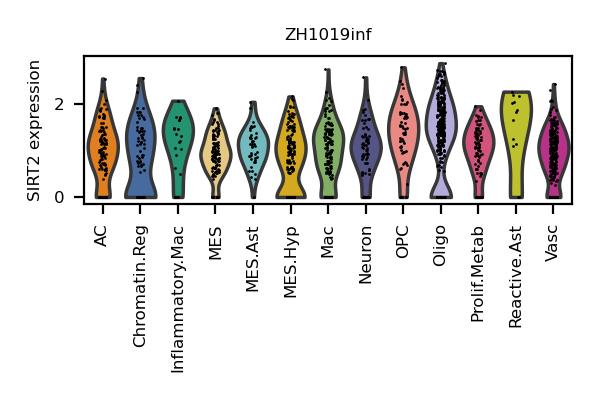 ZH1019inf
SIRT2 expression
2
0
AC
Chromatin.Reg
Inflammatory.Mac
MES
MES.Ast
MES.Hyp
Mac
Neuron
OPC
Oligo
Prolif.Metab
Reactive.Ast
Vasc